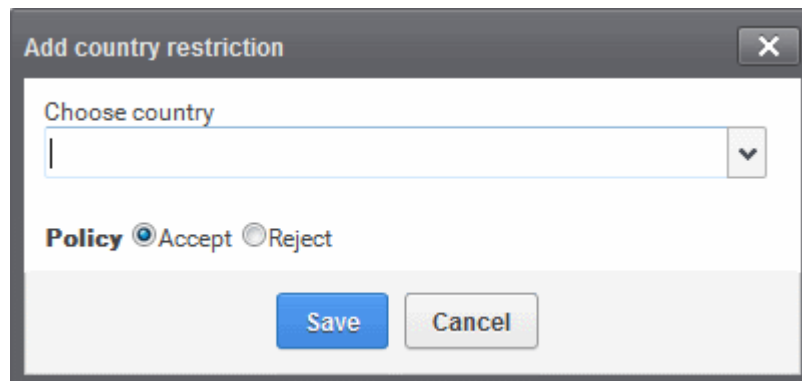 Add country restriction
Choose country
Policy Accept Reject
Save Cancel